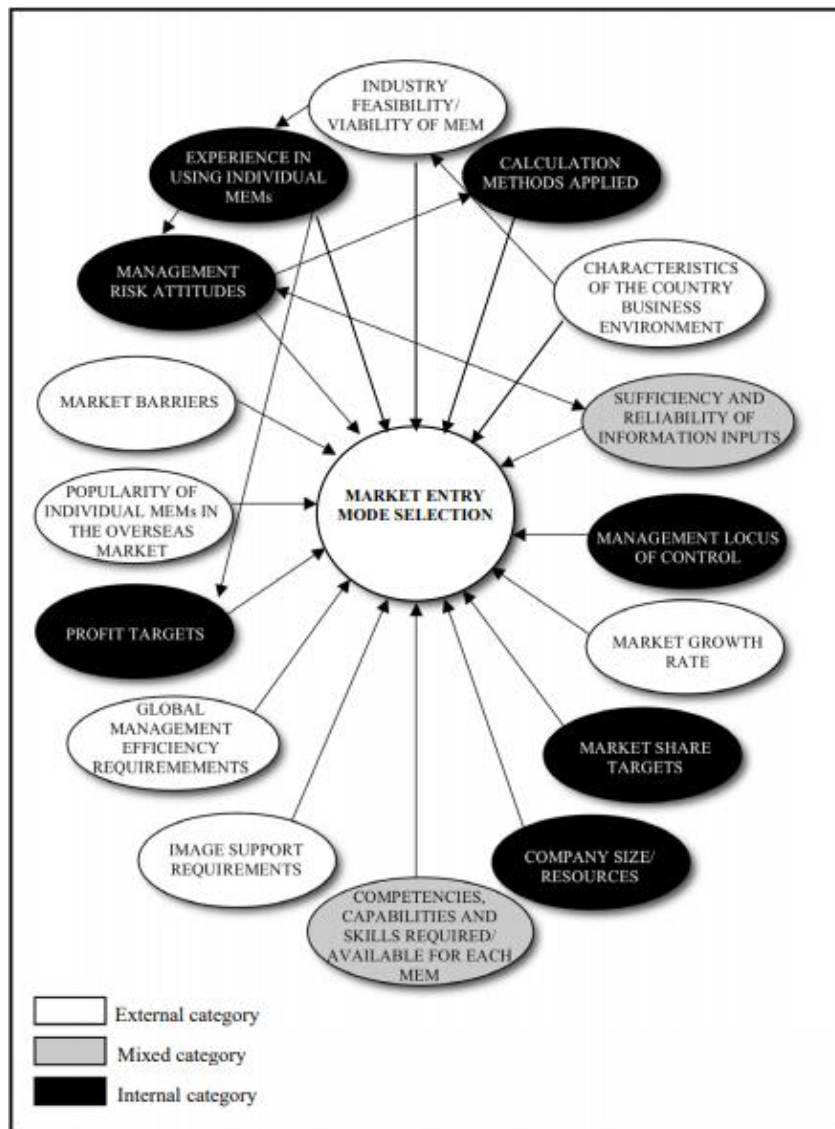 INDUSTRY
FEASIBILITY/
VIABILITY OF MEM
EXPERIENCE IN
USING INDIVIDUAL
MEMs
CALCULATION
METHODS APPLIED
MANAGEMENT
RISK ATTITUDES
CHARACTERISTICS
OF THE COUNTRY
BUSINESS
ENVIRONMENT
MARKET BARRIERS
SUFFICIENCY AND
RELIABILITY OF
INFORMATION INPUTS
POPULARITY OF
INDIVIDUAL MEMs IN
THE OVERSEAS
MARKET
MARKET ENTRY
MODE SELECTION
MANAGEMENT LOCUS
OF CONTROL
PROFIT TARGETS
MARKET GROWTH
RATE
GLOBAL
MANAGEMENT
EFFICIENCY
REQUIREMEMENTS
MARKET SHARE
TARGETS
IMAGE SUPPORT
REQUIREMENTS
COMPANY SIZE/
RESOURCES
COMPETENCIES,
CAPABILITIES AND
SKILLS REQUIRED/
AVAILABLE FOR EACH
MEM
External category
Mixed category
Internal category